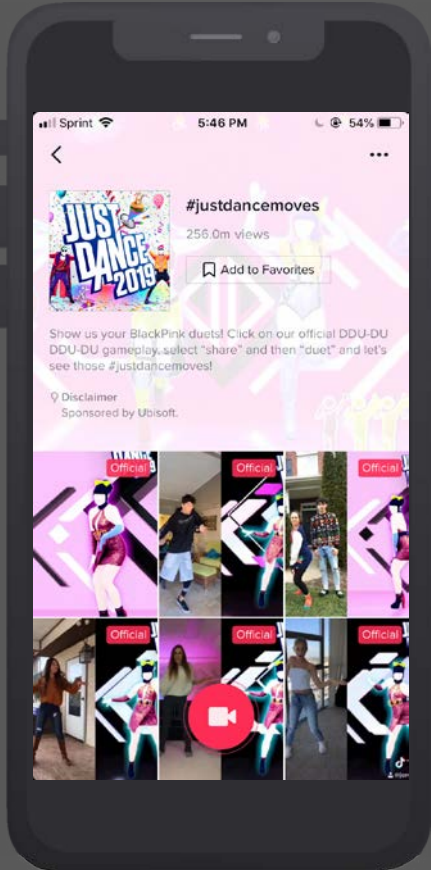 Sprint 5:46 PM 54%
#justdancemoves
JUST
DANCE
2019
256.0m views
Add to Favorites
Show us your BlackPink duets! Click on our official DDU-DU
DDU-DU gameplay, select “share” and then “duet” and let’s
see those #justdancemoves!
Disclaimer
Sponsored by Ubisoft.
Official
Official
Official
Official
Official
Official